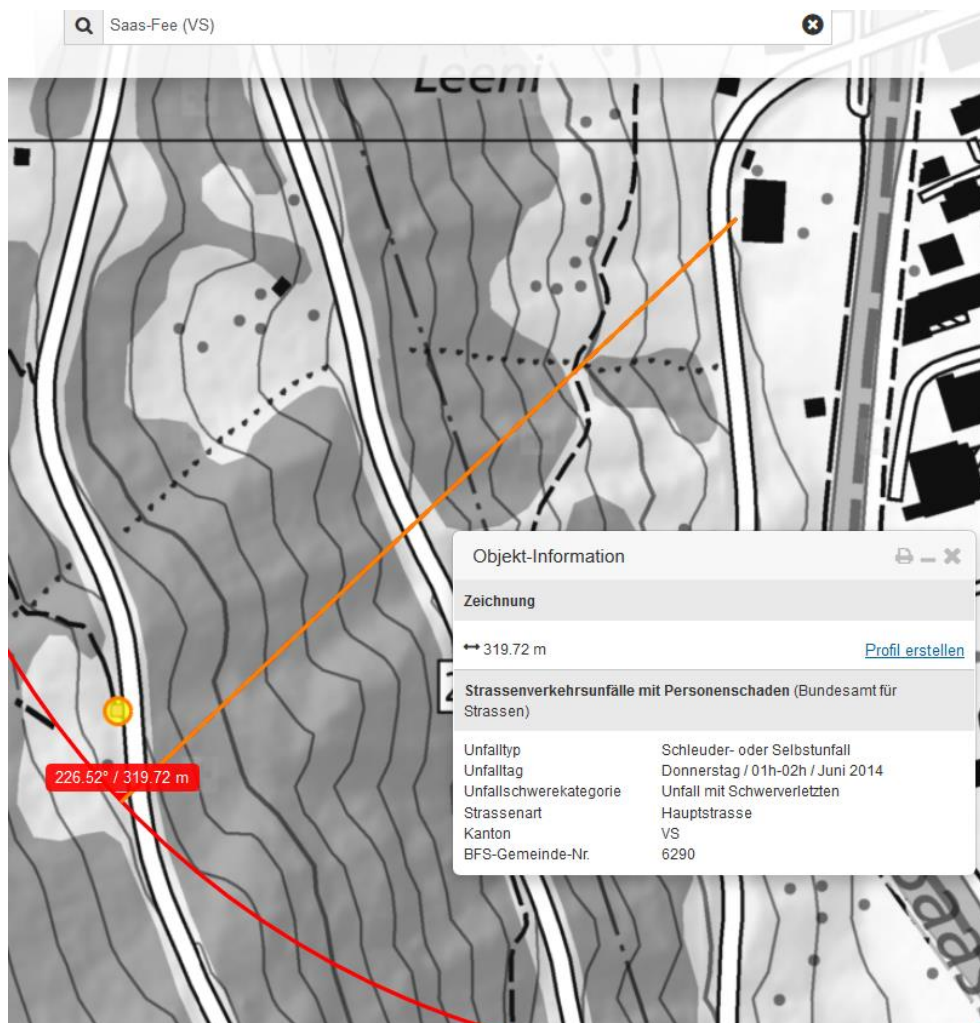 Saas-Fee (VS)
Leeni
Objekt-Information
Zeichnung
319.72 m
Profil erstellen
Strassenverkehrsunfälle mit Personenschaden (Bundesamt für
Strassen)
Unfalltyp Schleuder- oder Selbstunfall
Unfalltag Donnerstag / 01h-02h / Juni 2014
Unfallschwerekategorie Unfall mit Schwerverletzten
Strassenart Hauptstrasse
Kanton VS
BFS-Gemeinde-Nr. 6290
226.52° / 319.72 m